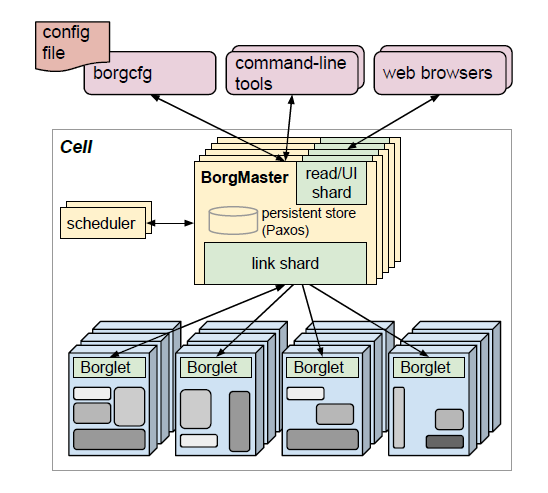 config
file
borgcfg
command-line
tools
web browsers
Cell
BorgMaster
read/UI
shard
persistent store
(Paxos)
scheduler
link shard
Borglet
Borglet
Borglet
Borglet